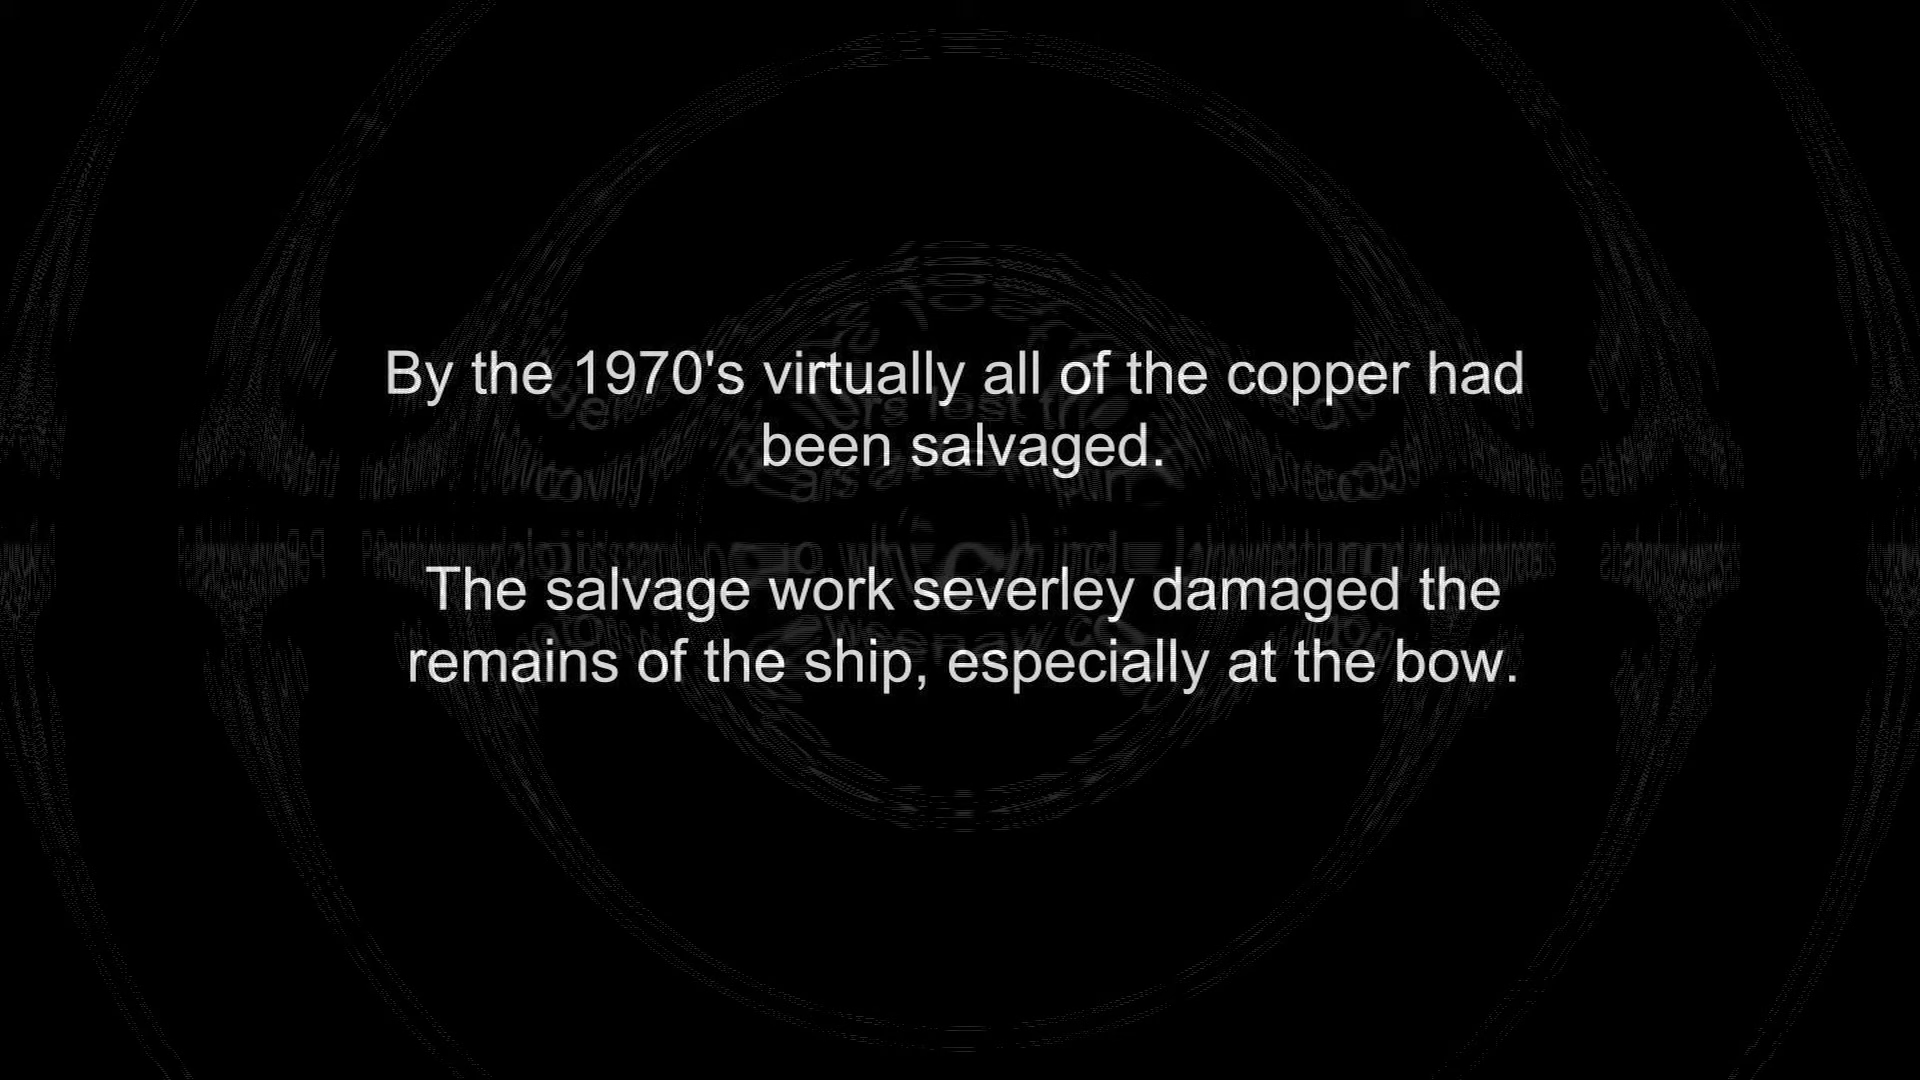 By the 1970's virtually all of the copper had
been salvaged.
The salvage work severley damaged the
remains of the ship, especially at the bow.